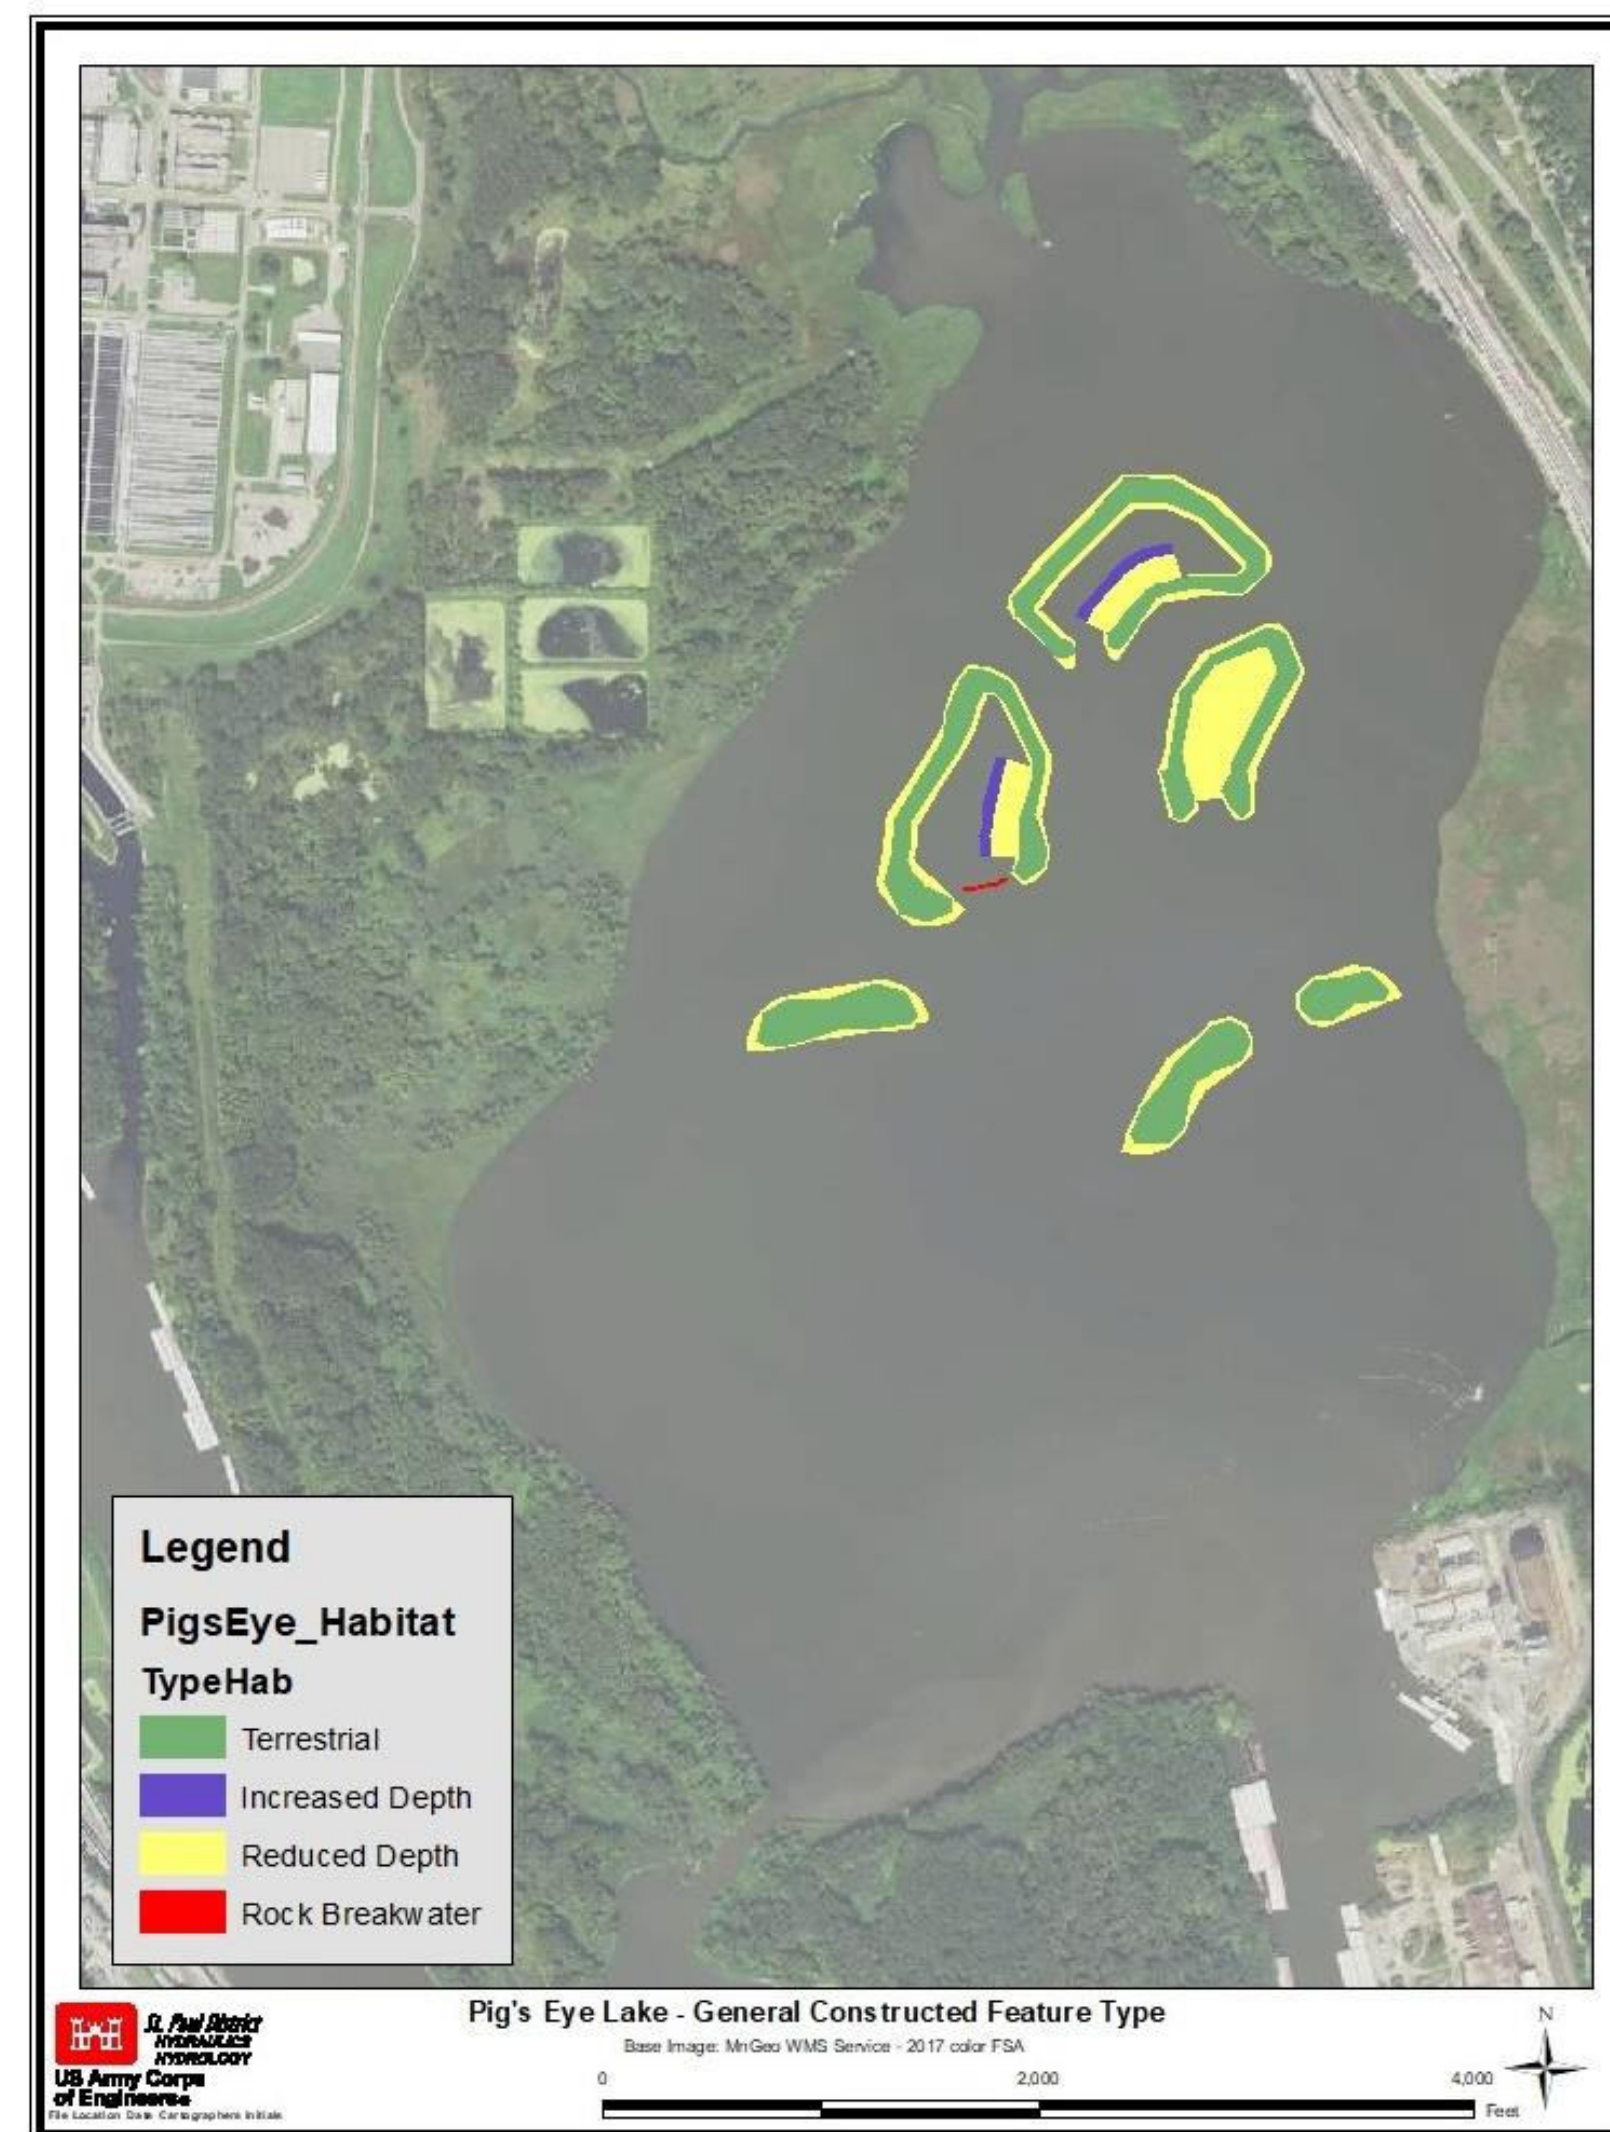 Legend
PigsEye_Habitat
TypeHab
Terrestrial
Increased Depth
Reduced Depth
Rock Breakwater
St. Paul District
HYDRAULICS
HYDROLOGY
US Army Corps
of Engineers®
File Location Date Cartographers Initials
Pig's Eye Lake - General Constructed Feature Type
Base Image: MnGeo WMS Service - 2017 color FSA
0 2,000 4,000
Feet
N